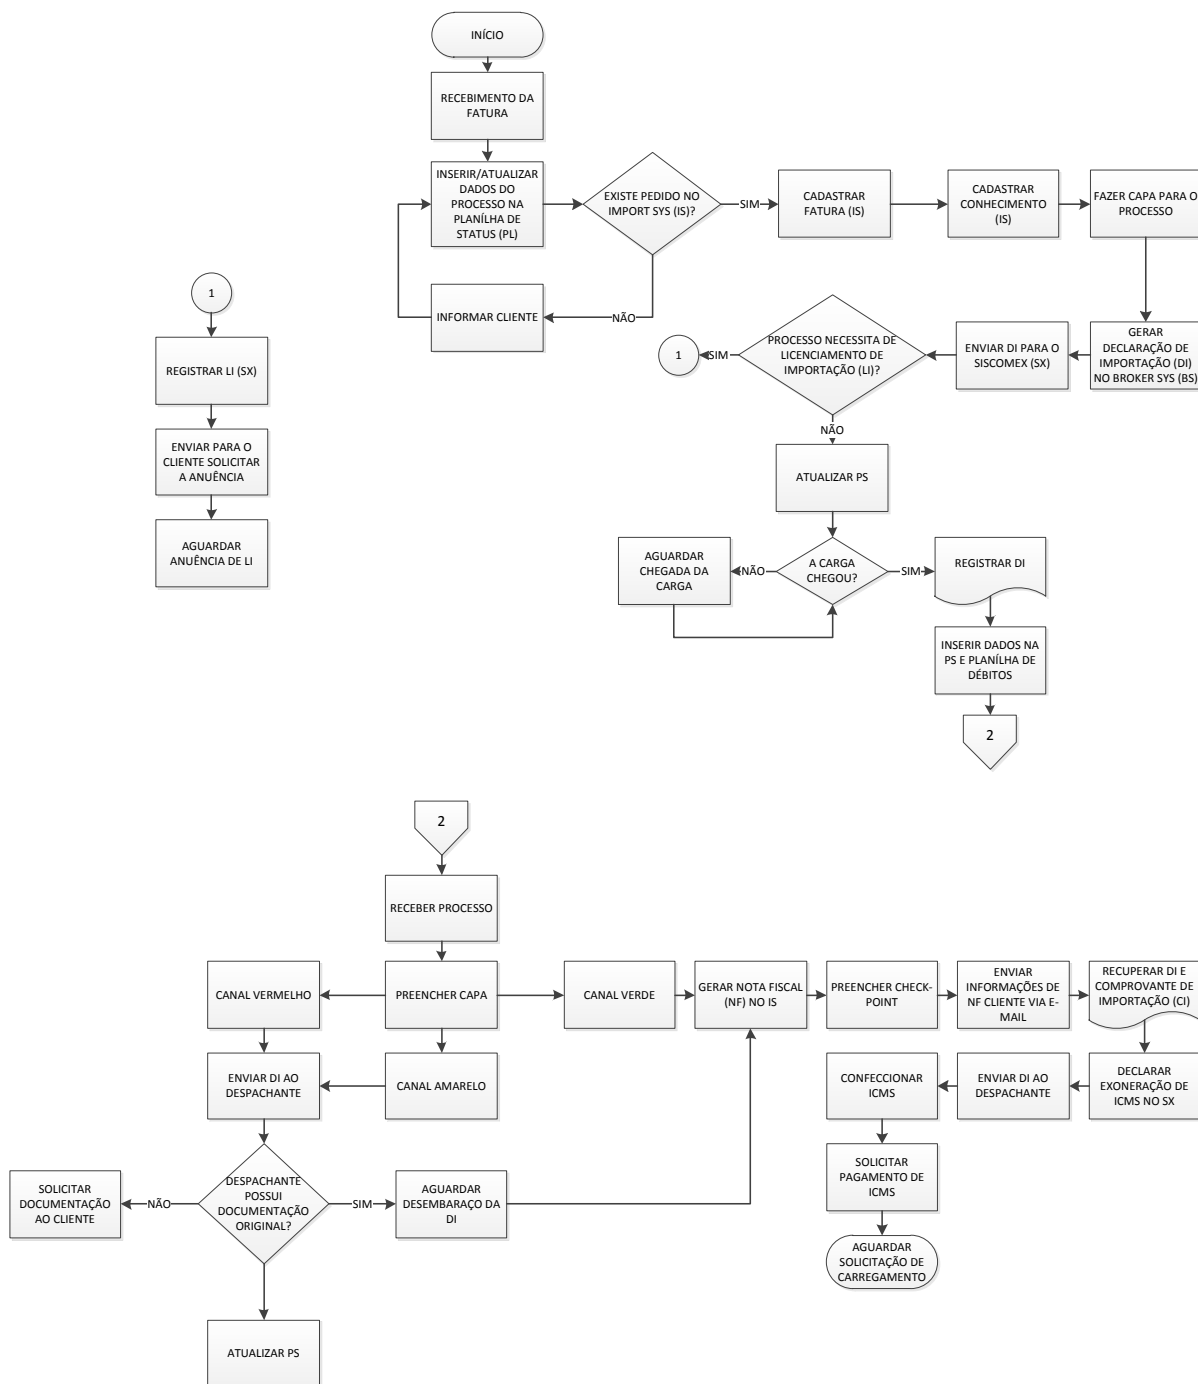 INÍCIO
RECEBIMENTO DA
FATURA
INSERIR/ATUALIZAR
DADOS DO
PROCESSO NA
PLANÍLHA DE
STATUS (PL)
EXISTE PEDIDO NO
IMPORT SYS (IS)?
SIM
CADASTRAR
FATURA (IS)
CADASTRAR
CONHECIMENTO
(IS)
FAZER CAPA PARA O
PROCESSO
INFORMAR CLIENTE
NÃO
1
PROCESSO NECESSITA DE
LICENCIAMENTO DE
IMPORTAÇÃO (LI)?
SIM
1
ENVIAR DI PARA O
SISCOMEX (SX)
GERAR
DECLARAÇÃO DE
IMPORTAÇÃO (DI)
NO BROKER SYS (BS)
REGISTRAR LI (SX)
ENVIAR PARA O
CLIENTE SOLICITAR
A ANUÊNCIA
AGUARDAR
ANUÊNCIA DE LI
NÃO
ATUALIZAR PS
AGUARDAR
CHEGADA DA
CARGA
NÃO
A CARGA
CHEGOU?
SIM
REGISTRAR DI
INSERIR DADOS NA
PS E PLANÍLHA DE
DÉBITOS
2
2
RECEBER PROCESSO
CANAL VERMELHO
PREENCHER CAPA
CANAL VERDE
GERAR NOTA FISCAL
(NF) NO IS
PREENCHER CHECK-
POINT
ENVIAR
INFORMAÇÕES DE
NF CLIENTE VIA E-
MAIL
RECUPERAR DI E
COMPROVANTE DE
IMPORTAÇÃO (CI)
ENVIAR DI AO
DESPACHANTE
CANAL AMARELO
CONFECCIONAR
ICMS
ENVIAR DI AO
DESPACHANTE
DECLARAR
EXONERAÇÃO DE
ICMS NO SX
SOLICITAR
DOCUMENTAÇÃO
AO CLIENTE
NÃO
DESPACHANTE
POSSUI
DOCUMENTAÇÃO
ORIGINAL?
SIM
AGUARDAR
DESEMBARAÇO DA
DI
SOLICITAR
PAGAMENTO DE
ICMS
AGUARDAR
SOLICITAÇÃO DE
CARREGAMENTO
ATUALIZAR PS